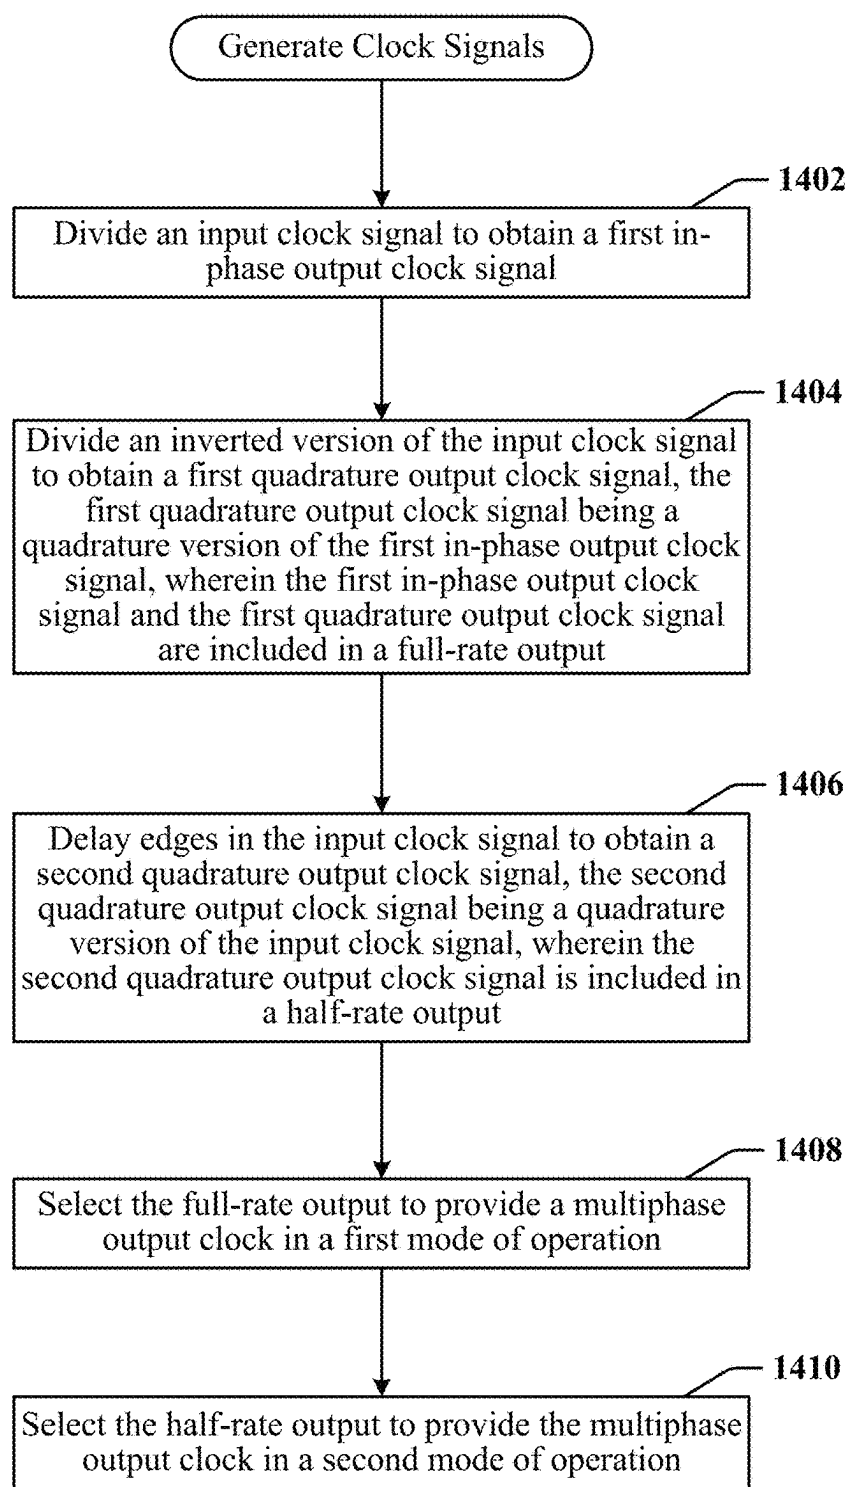 Generate Clock Signals
1402
Divide an input clock signal to obtain a first in-
phase output clock signal
1404
Divide an inverted version of the input clock signal
to obtain a first quadrature output clock signal, the
first quadrature output clock signal being a
quadrature version of the first in-phase output clock
signal, wherein the first in-phase output clock
signal and the first quadrature output clock signal
are included in a full-rate output
1406
Delay edges in the input clock signal to obtain a
second quadrature output clock signal, the second
quadrature output clock signal being a quadrature
version of the input clock signal, wherein the
second quadrature output clock signal is included in
a half-rate output
1408
Select the full-rate output to provide a multiphase
output clock in a first mode of operation
1410
Select the half-rate output to provide the multiphase
output clock in a second mode of operation